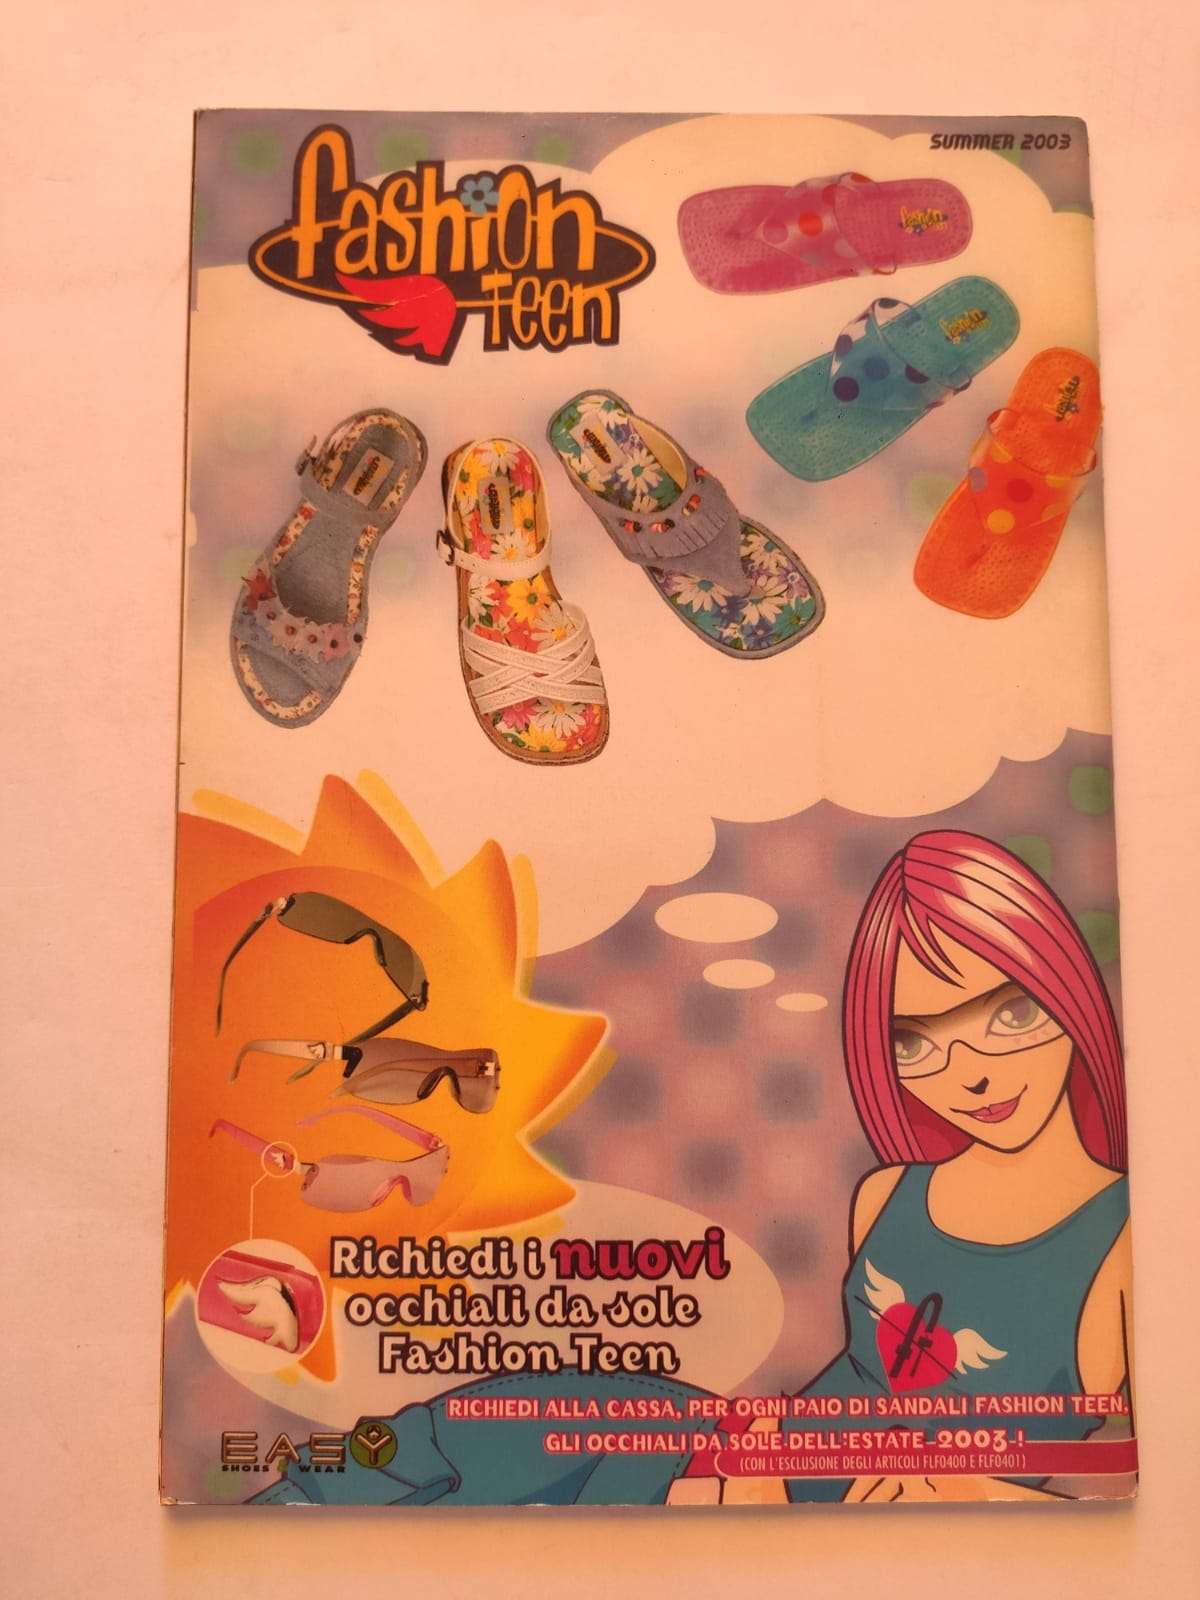 SUMMER 2003
fashion
teen
Richiedi i nuovi
occhiali da sole
Fashion Teen
RICHIEDI ALLA CASSA, PER OGNI PAIO DI SANDALI FASHION TEEN,
GLI OCCHIALI DA SOLE DELL'ESTATE 2003 !
(CON L'ESCLUSIONE DEGLI ARTICOLI FLF0400 E FLF0401)
EASY
SHOES & WEAR